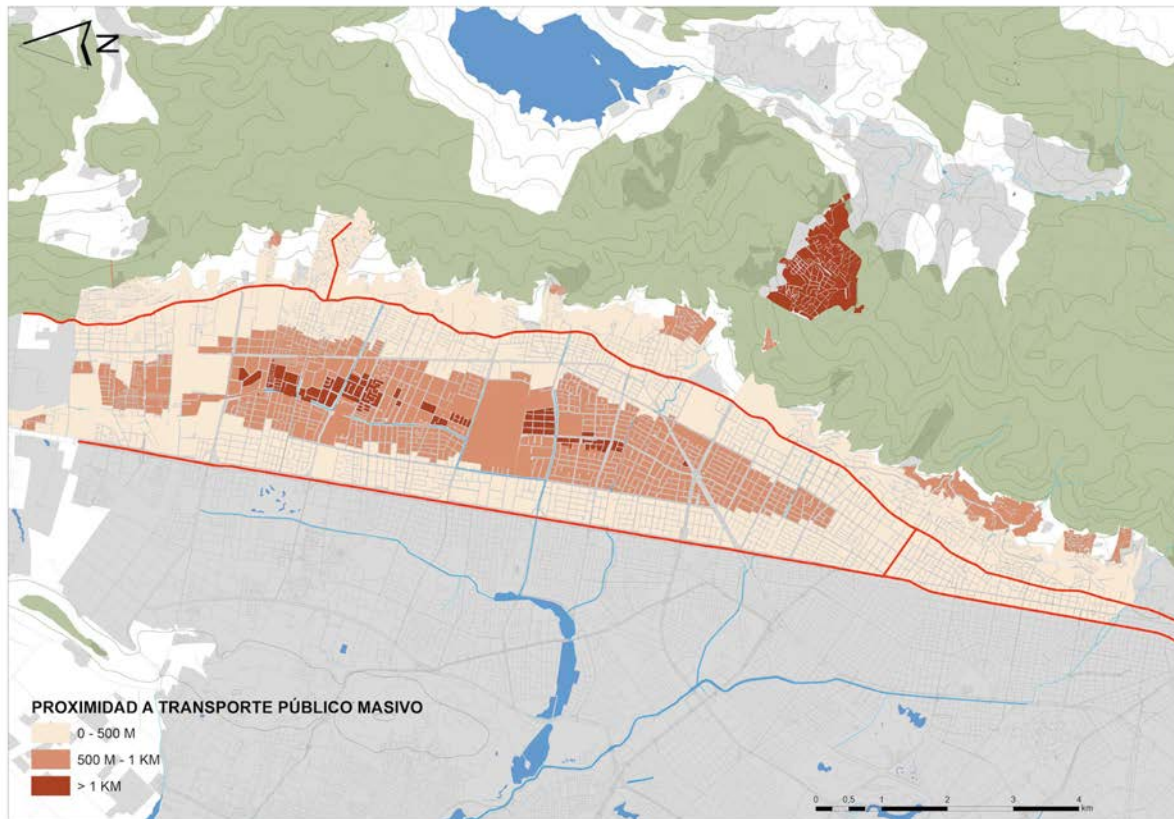 N
PROXIMIDAD A TRANSPORTE PÚBLICO MASIVO
0 - 500 M
500 M - 1 KM
> 1 KM
0 0,5 1 2 3 4
km